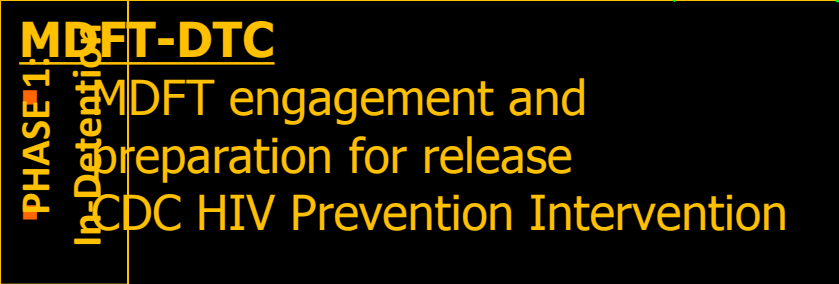 MDFT-DTC
MDFT engagement and
preparation for release
CDC HIV Prevention Intervention
PHASE 1:
In-Detention